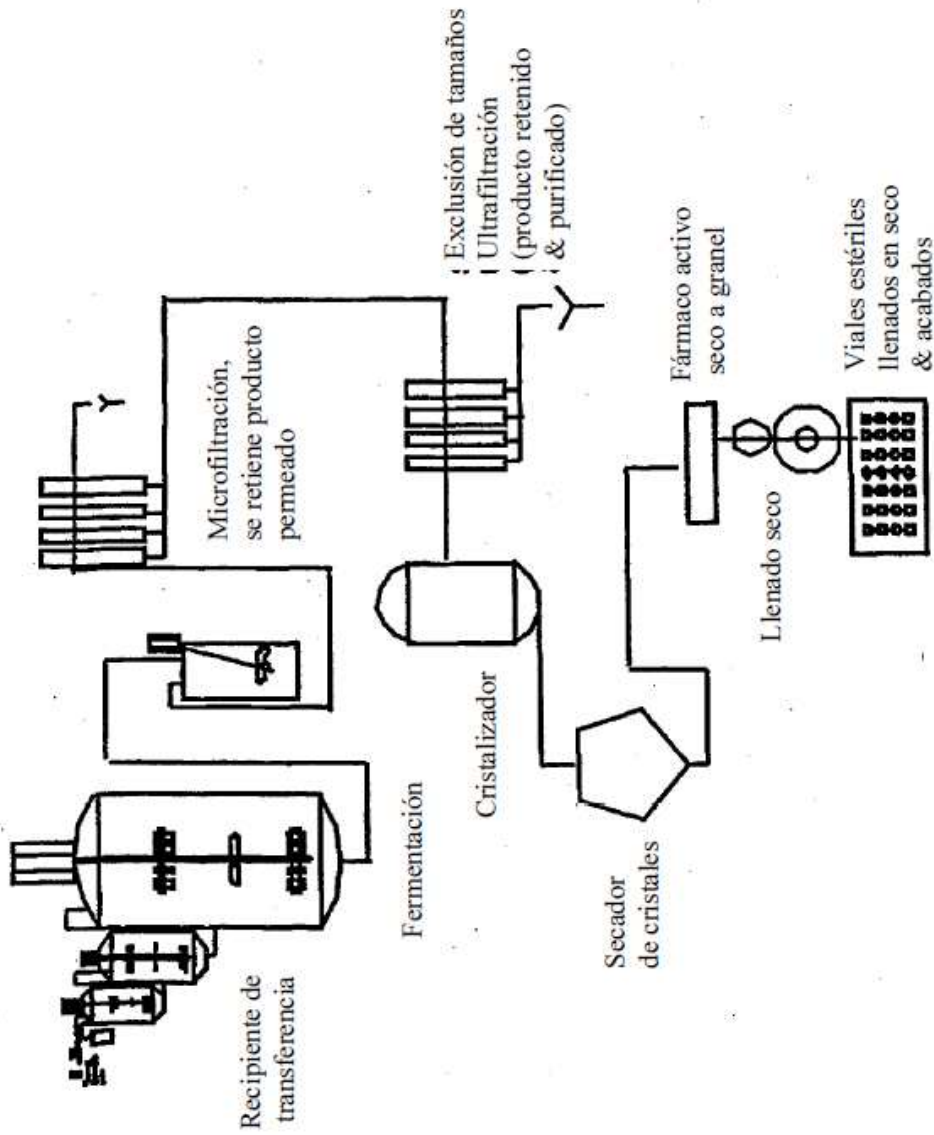 Recipiente de
transferencia
Fermentación
Microfiltración,
se retiene producto
permeado
Exclusión de tamaños
Ultrafiltración
(producto retenido
& purificado)
Cristalizador
Secador
de cristales
Fármaco activo
seco a granel
Llenado seco
Viales estériles
llenados en seco
& acabados